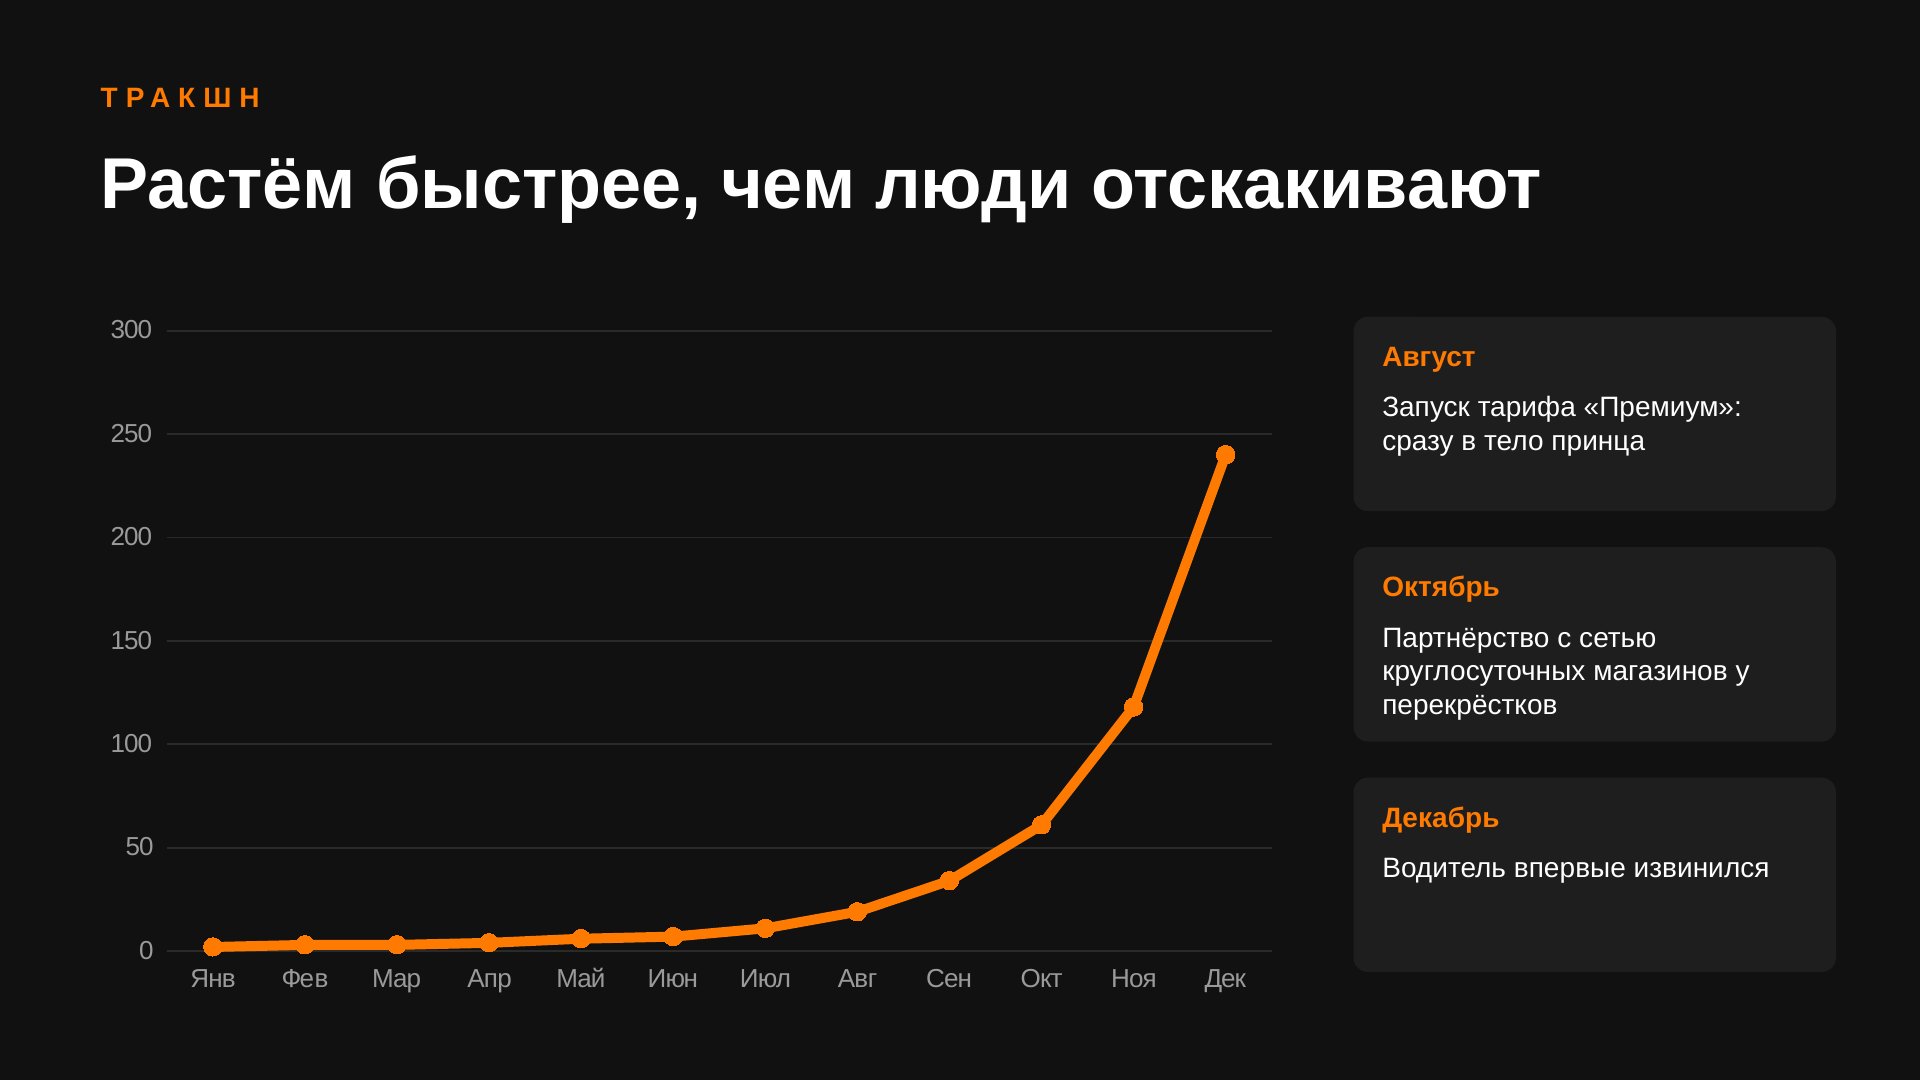 ТРАКШН
Растём быстрее, чем люди отскакивают
300
250
200
150
100
50
0
Янв Фев Мар Апр Май Июн Июл Авг Сен Окт Ноя Дек
Август
Запуск тарифа «Премиум»:
сразу в тело принца
Октябрь
Партнёрство с сетью
круглосуточных магазинов у
перекрёстков
Декабрь
Водитель впервые извинился